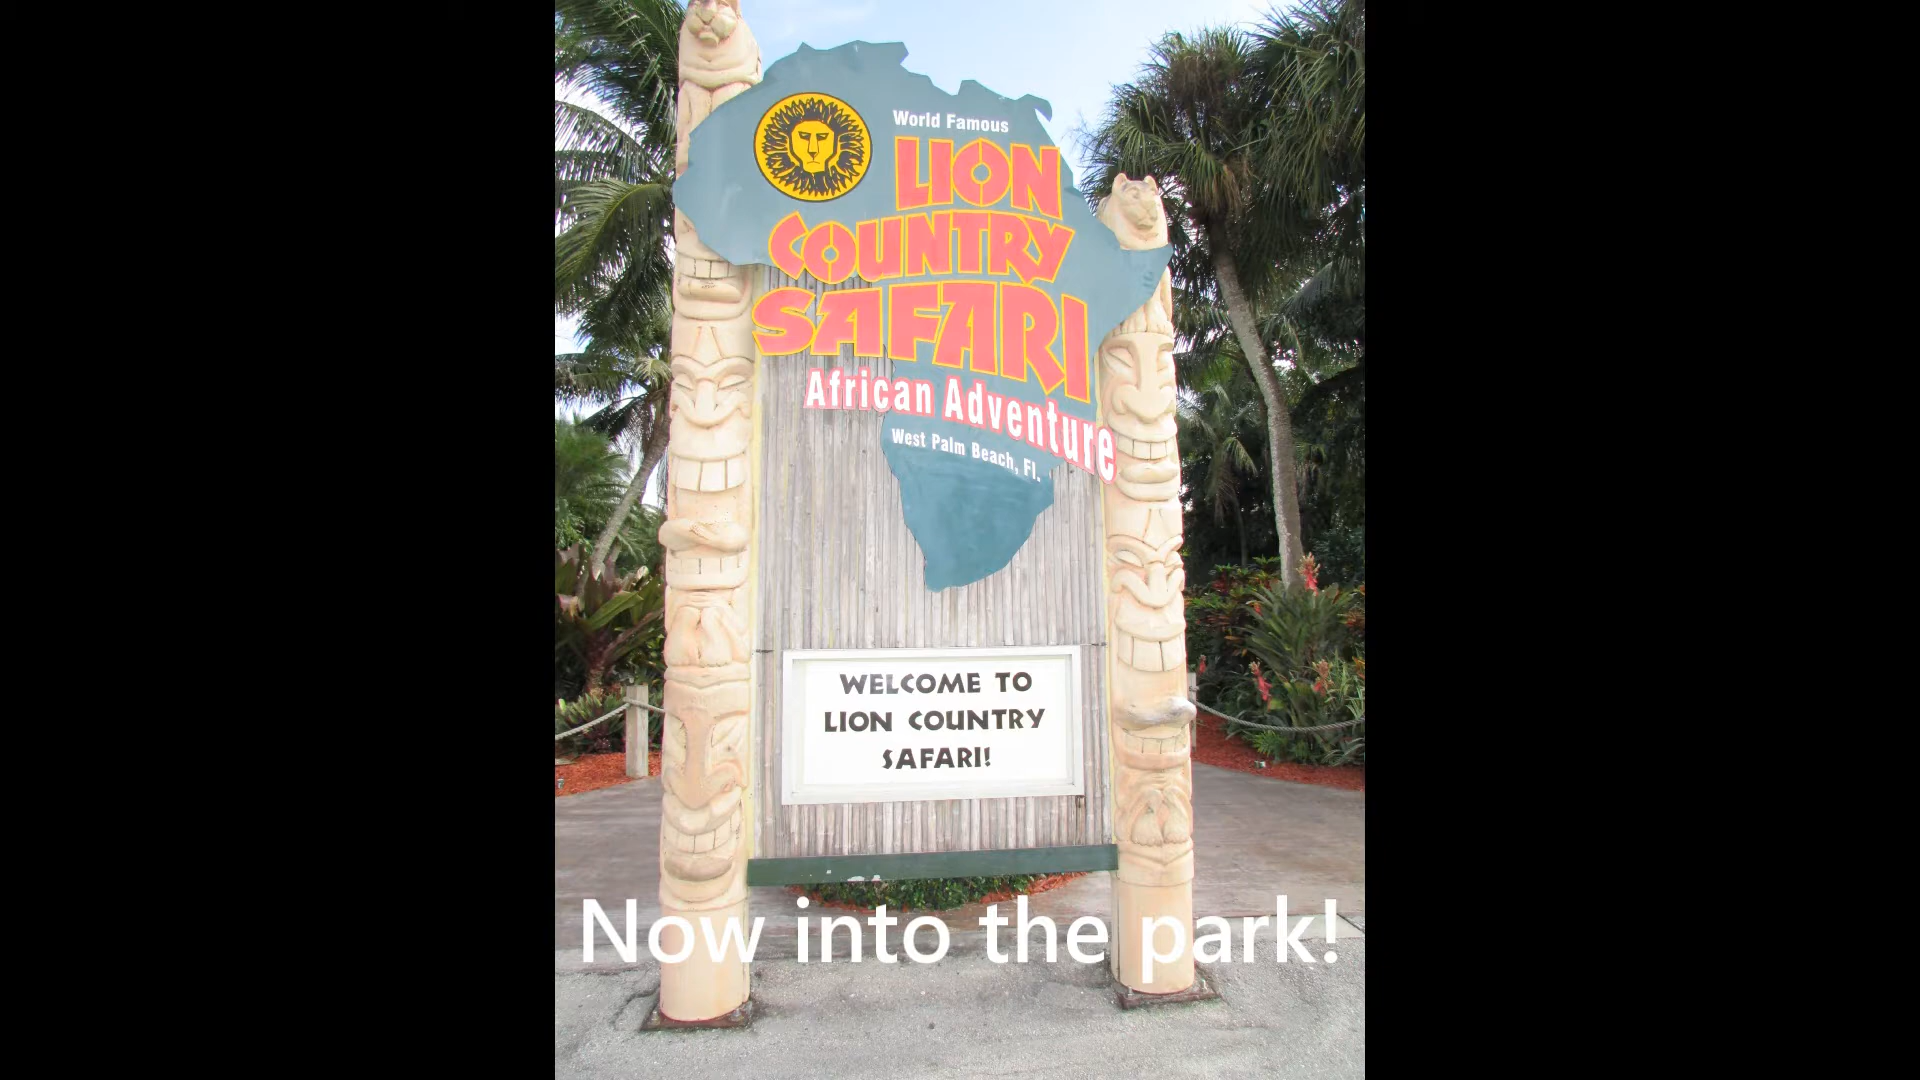 World Famous
LION
COUNTRY
SAFARI
African Adventure
West Palm Beach, Fl.
WELCOME TO
LION COUNTRY
SAFARI!
Now into the park!